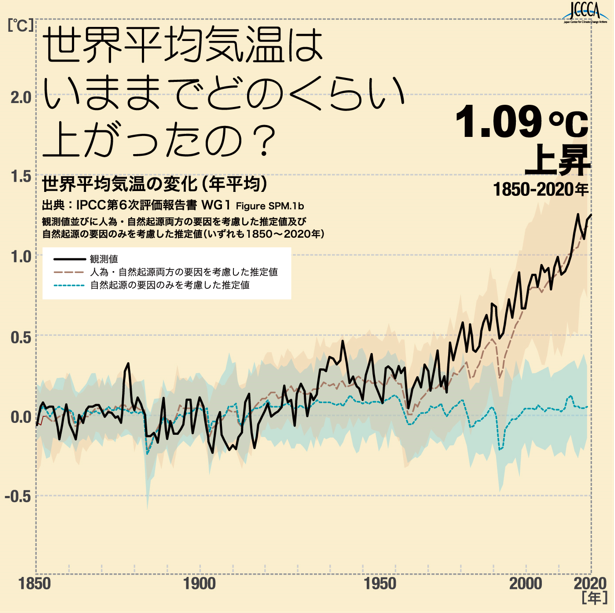 JCCCA
[℃]
世界平均気温は
いままでどのくらい
上がったの？
1.09℃
上昇
1850-2020年
世界平均気温の変化（年平均）
出典：IPCC第6次評価報告書 WG1 Figure SPM.1b
観測値並びに人為・自然起源両方の要因を考慮した推定値及び
自然起源の要因のみを考慮した推定値（いずれも1850〜2020年）
観測値
人為・自然起源両方の要因を考慮した推定値
自然起源の要因のみを考慮した推定値
2.0
1.5
1.0
0.5
0.0
-0.5
1850
1900
1950
2000
2020
[年]